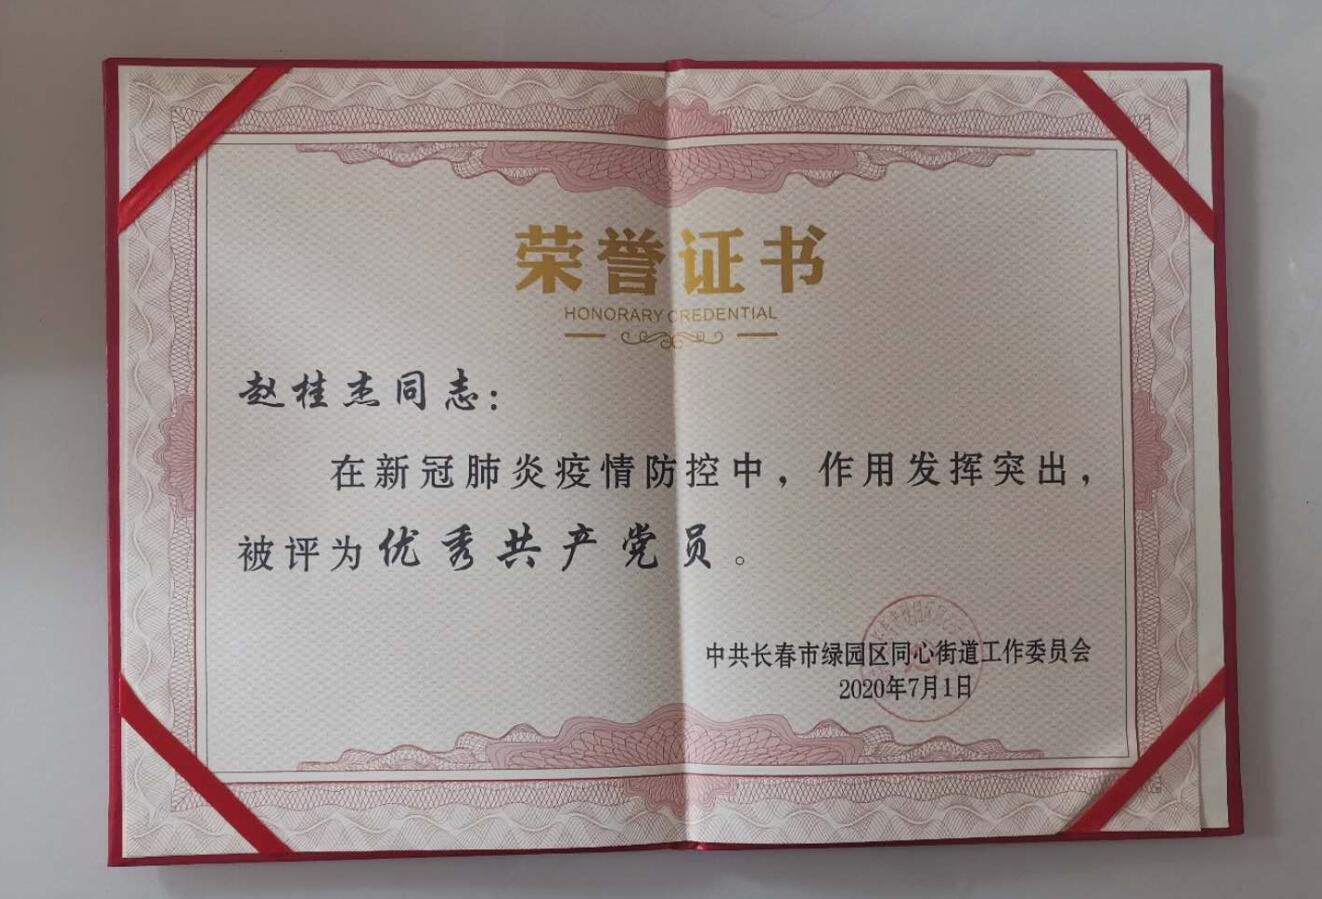 荣誉证书
HONORARY CREDENTIAL
赵桂杰同志：
在新冠肺炎疫情防控中，作用发挥突出，
被评为优秀共产党员。
中共长春市绿园区同心街道工作委员会
2020年7月1日